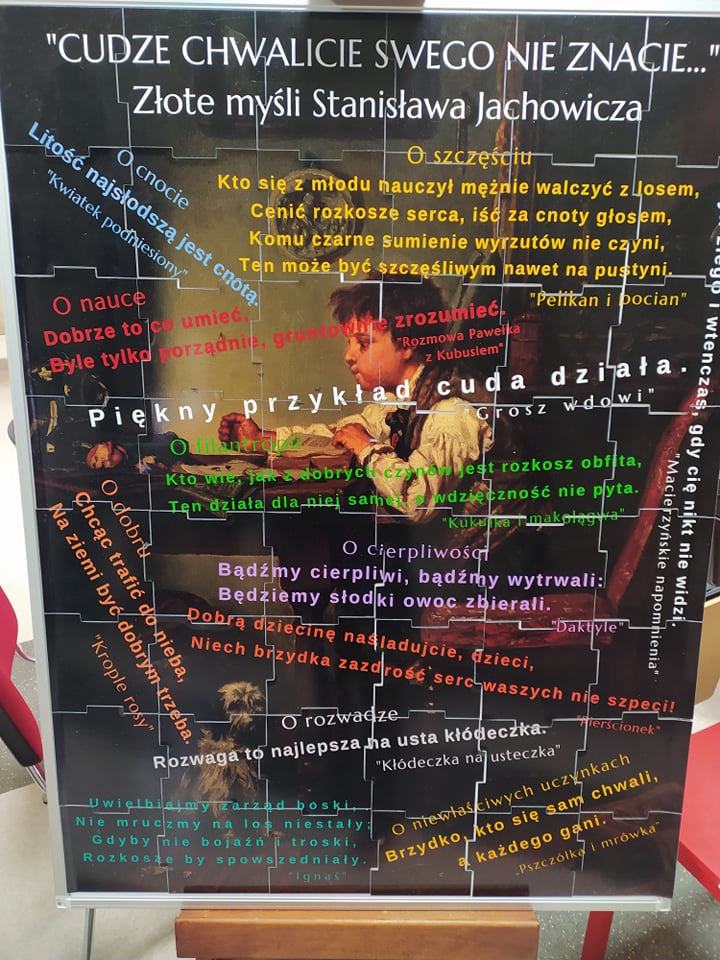 "CUDZE CHWALICIE SWEGO NIE ZNACIE..."
Złote myśli Stanisława Jachowicza
O cnocie
Litość najsłodszą jest cnotą.
"Kwiatek podniesiony"
O szczęściu
Kto się z młodu nauczył mężnie walczyć z losem,
Cenić rozkosze serca, iść za cnoty głosem,
Komu czarne sumienie wyrzutów nie czyni,
Ten może być szczęśliwym nawet na pustyni.
"Pelikan i bocian"
O nauce
Dobrze to co umieć,
Byle tylko porządnie, gruntownie zrozumieć.
"Rozmowa Pawełka
z Kubusiem"
Piękny przykład cuda działa.
"Grosz wdowi"
O filantropii
Kto wie, jak z dobrych czynów jest rozkosz obfita,
Ten działa dla niej samej, o wdzięczność nie pyta.
"Kukułka i makolągwa"
i wtenczas, gdy cię nikt nie widzi.
"Macierzyńskie napomnienia"
O dobru
Chcąc trafić do nieba,
Na ziemi być dobrym trzeba.
"Krople rosy"
O cierpliwości
Bądźmy cierpliwi, bądźmy wytrwali:
Będziemy słodki owoc zbierali.
"Daktyle"
Dobrą dziecinę naśladujcie, dzieci,
Niech brzydka zazdrość serc waszych nie szpeci!
"Pierścionek"
O rozwadze
Rozwaga to najlepsza na usta kłódeczka.
"Kłódeczka na usteczka"
Uwielbiajmy zarząd boski,
Nie mruczmy na los niestały;
Gdyby nie bojaźń i troski,
Rozkosze by spowszedniały.
"Ignaś"
O niewłaściwych uczynkach
Brzydko, kto się sam chwali,
a każdego gani.
"Pszczółka i mrówka"